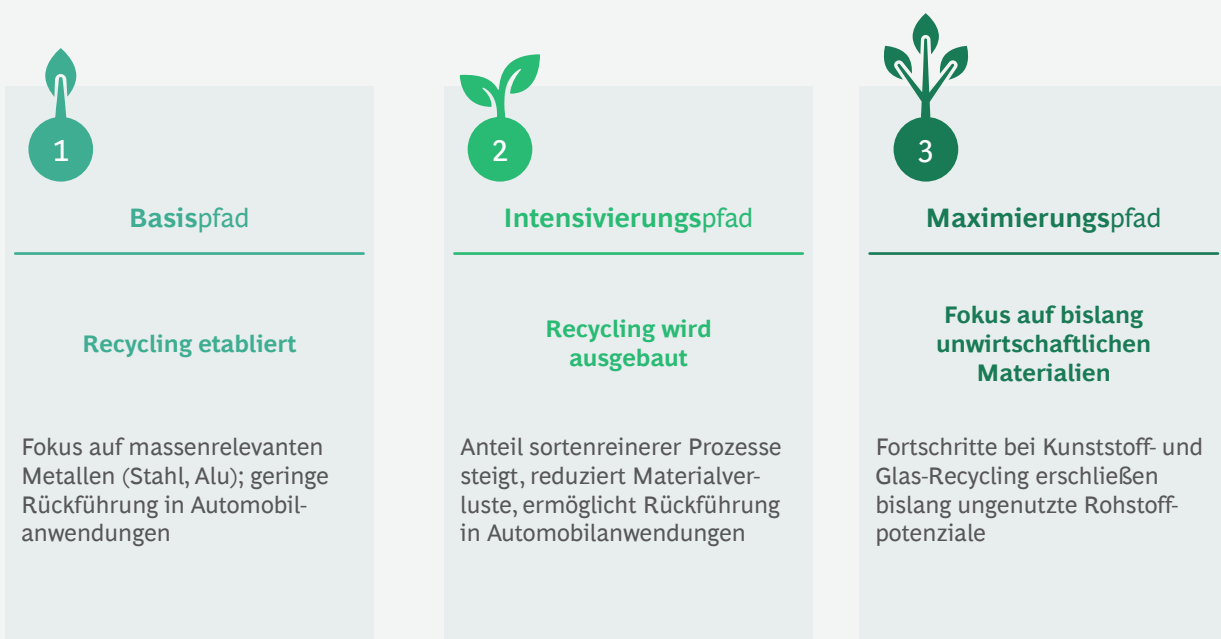 1
Basispfad
Recycling etabliert
Fokus auf massenrelevanten
Metallen (Stahl, Alu); geringe
Rückführung in Automobil-
anwendungen
2
Intensivierungspfad
Recycling wird
ausgebaut
Anteil sortenreinerer Prozesse
steigt, reduziert Materialver-
luste, ermöglicht Rückführung
in Automobilanwendungen
3
Maximierungspfad
Fokus auf bislang
unwirtschaftlichen
Materialien
Fortschritte bei Kunststoff- und
Glas-Recycling erschließen
bislang ungenutzte Rohstoff-
potenziale